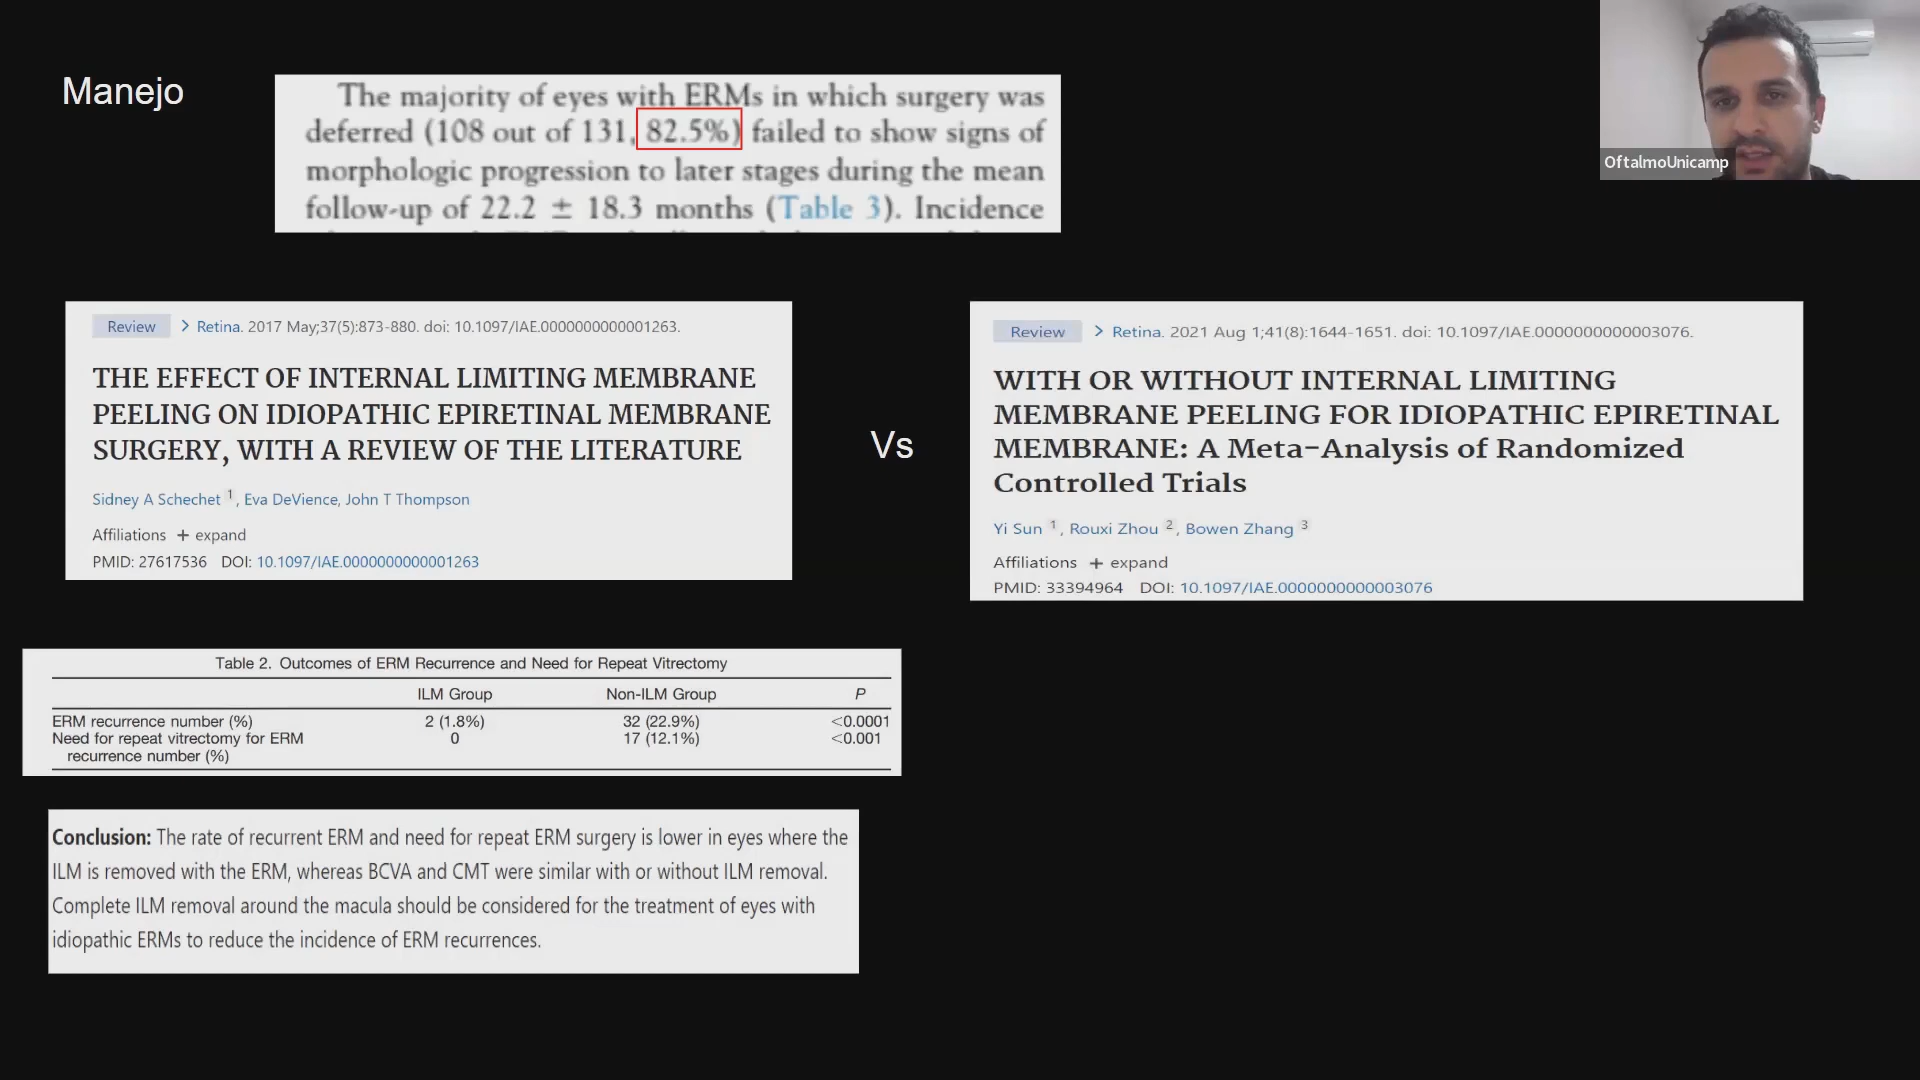 Manejo
The majority of eyes with ERMs in which surgery was
deferred (108 out of 131, 82.5%) failed to show signs of
morphologic progression to later stages during the mean
follow-up of 22.2 ± 18.3 months (Table 3). Incidence
OftalmoUnicamp
Review > Retina. 2017 May;37(5):873-880. doi: 10.1097/IAE.0000000000001263.
THE EFFECT OF INTERNAL LIMITING MEMBRANE
PEELING ON IDIOPATHIC EPIRETINAL MEMBRANE
SURGERY, WITH A REVIEW OF THE LITERATURE
Sidney A Schechet 1, Eva DeVience, John T Thompson
Affiliations + expand
PMID: 27617536 DOI: 10.1097/IAE.0000000000001263
Vs
Review > Retina. 2021 Aug 1;41(8):1644-1651. doi: 10.1097/IAE.0000000000003076.
WITH OR WITHOUT INTERNAL LIMITING
MEMBRANE PEELING FOR IDIOPATHIC EPIRETINAL
MEMBRANE: A Meta-Analysis of Randomized
Controlled Trials
Yi Sun 1, Rouxi Zhou 2, Bowen Zhang 3
Affiliations + expand
PMID: 33394964 DOI: 10.1097/IAE.0000000000003076
Table 2. Outcomes of ERM Recurrence and Need for Repeat Vitrectomy
ILM Group Non-ILM Group P
ERM recurrence number (%) 2 (1.8%) 32 (22.9%) <0.0001
Need for repeat vitrectomy for ERM 0 17 (12.1%) <0.001
recurrence number (%)
Conclusion: The rate of recurrent ERM and need for repeat ERM surgery is lower in eyes where the
ILM is removed with the ERM, whereas BCVA and CMT were similar with or without ILM removal.
Complete ILM removal around the macula should be considered for the treatment of eyes with
idiopathic ERMs to reduce the incidence of ERM recurrences.